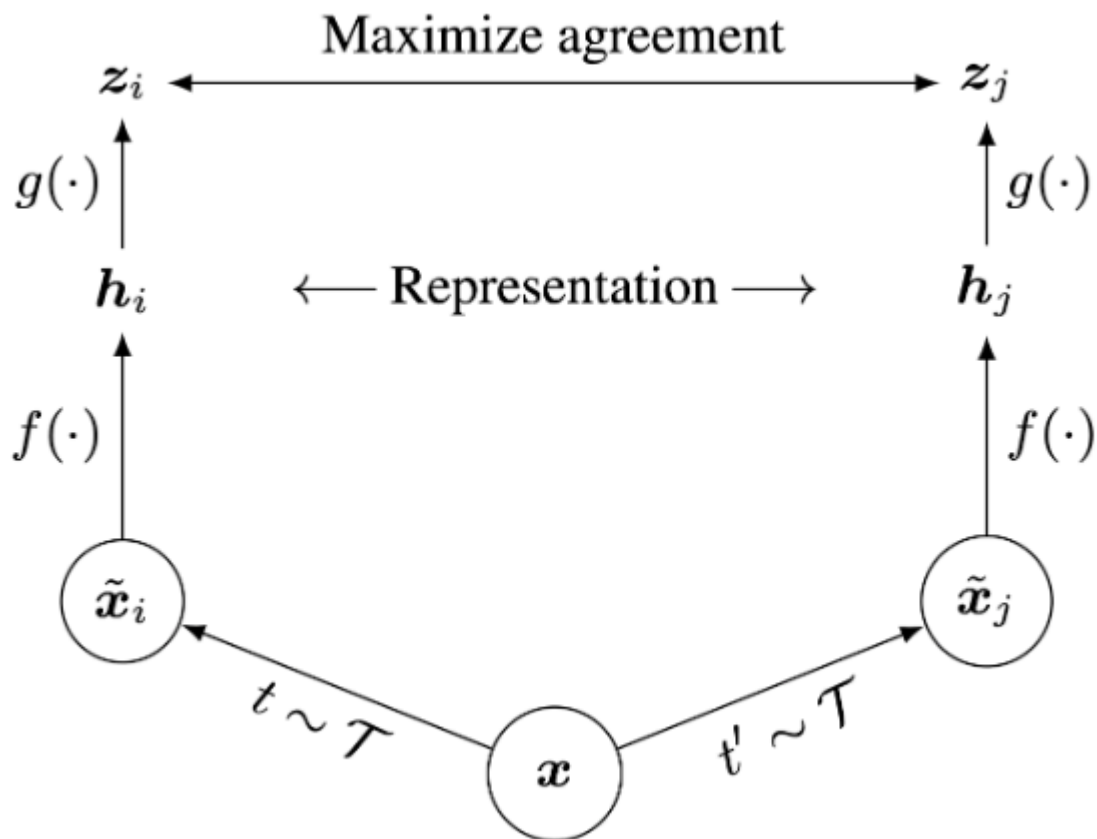 Maximize agreement
z_i z_j
g(·) g(·)
h_i ← Representation → h_j
f(·) f(·)
x̃_i x̃_j
t ∼ 𝒯 t′ ∼ 𝒯
x